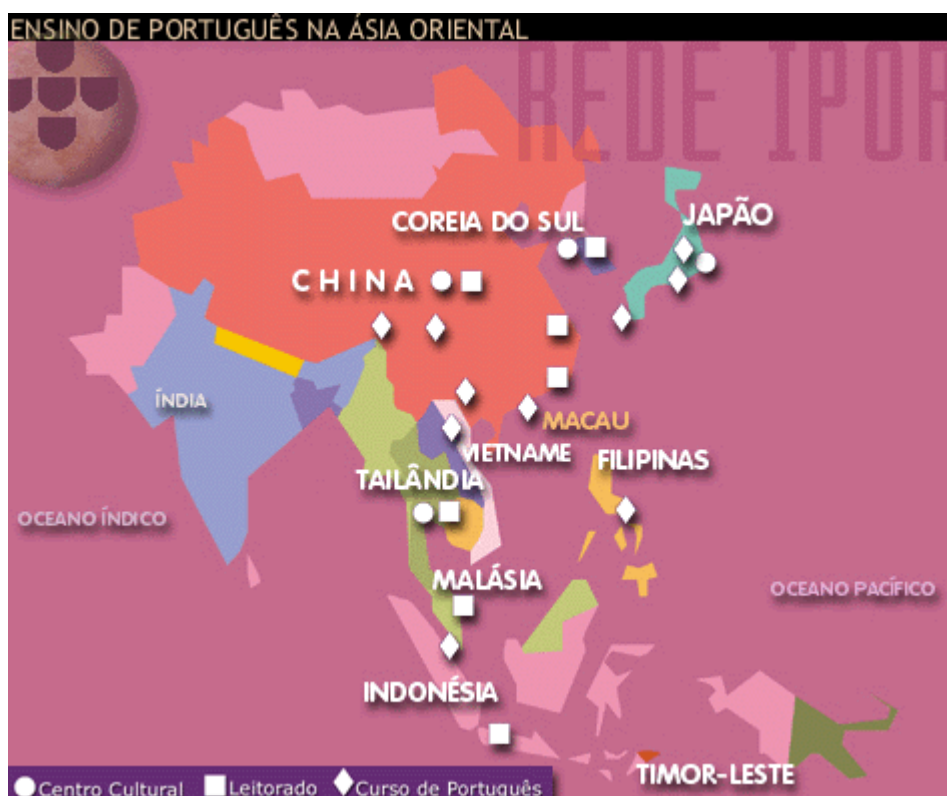 ENSINO DE PORTUGUÊS NA ÁSIA ORIENTAL
REDE IPOR
JAPÃO
COREIA DO SUL
CHINA
ÍNDIA
MACAU
VIETNAME
FILIPINAS
TAILÂNDIA
OCEANO ÍNDICO
MALÁSIA
OCEANO PACÍFICO
INDONÉSIA
TIMOR-LESTE
Centro Cultural Leitorado Curso de Português